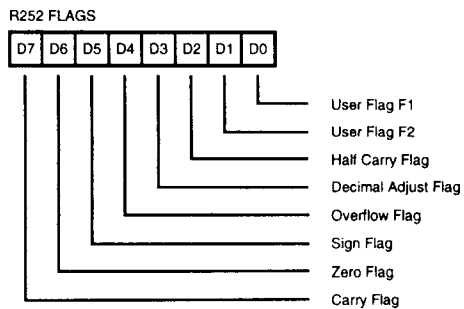 R252 FLAGS
D7 D6 D5 D4 D3 D2 D1 D0
User Flag F1
User Flag F2
Half Carry Flag
Decimal Adjust Flag
Overflow Flag
Sign Flag
Zero Flag
Carry Flag